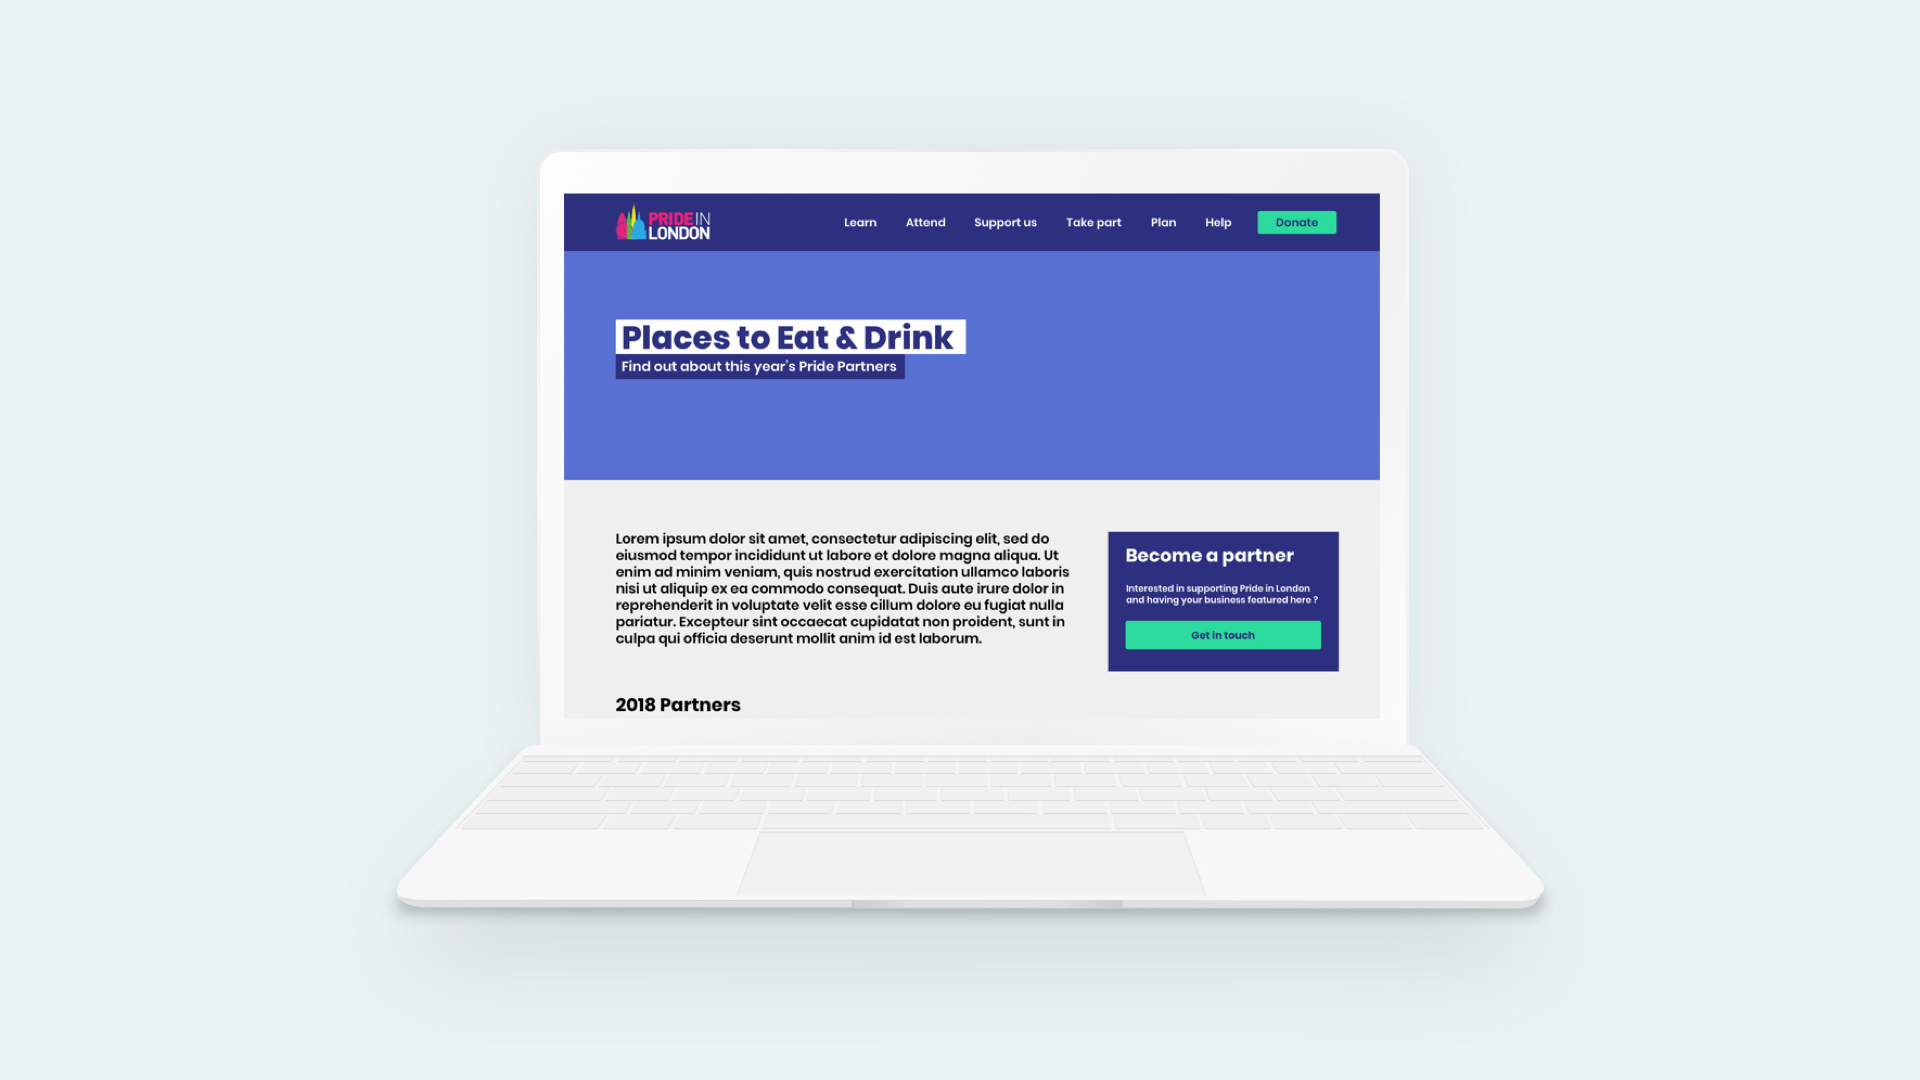 PRIDE IN
LONDON
Learn Attend Support us Take part Plan Help Donate
Places to Eat & Drink
Find out about this year's Pride Partners
Lorem ipsum dolor sit amet, consectetur adipiscing elit, sed do
eiusmod tempor incididunt ut labore et dolore magna aliqua. Ut
enim ad minim veniam, quis nostrud exercitation ullamco laboris
nisi ut aliquip ex ea commodo consequat. Duis aute irure dolor in
reprehenderit in voluptate velit esse cillum dolore eu fugiat nulla
pariatur. Excepteur sint occaecat cupidatat non proident, sunt in
culpa qui officia deserunt mollit anim id est laborum.
Become a partner
Interested in supporting Pride in London
and having your business featured here ?
Get in touch
2018 Partners